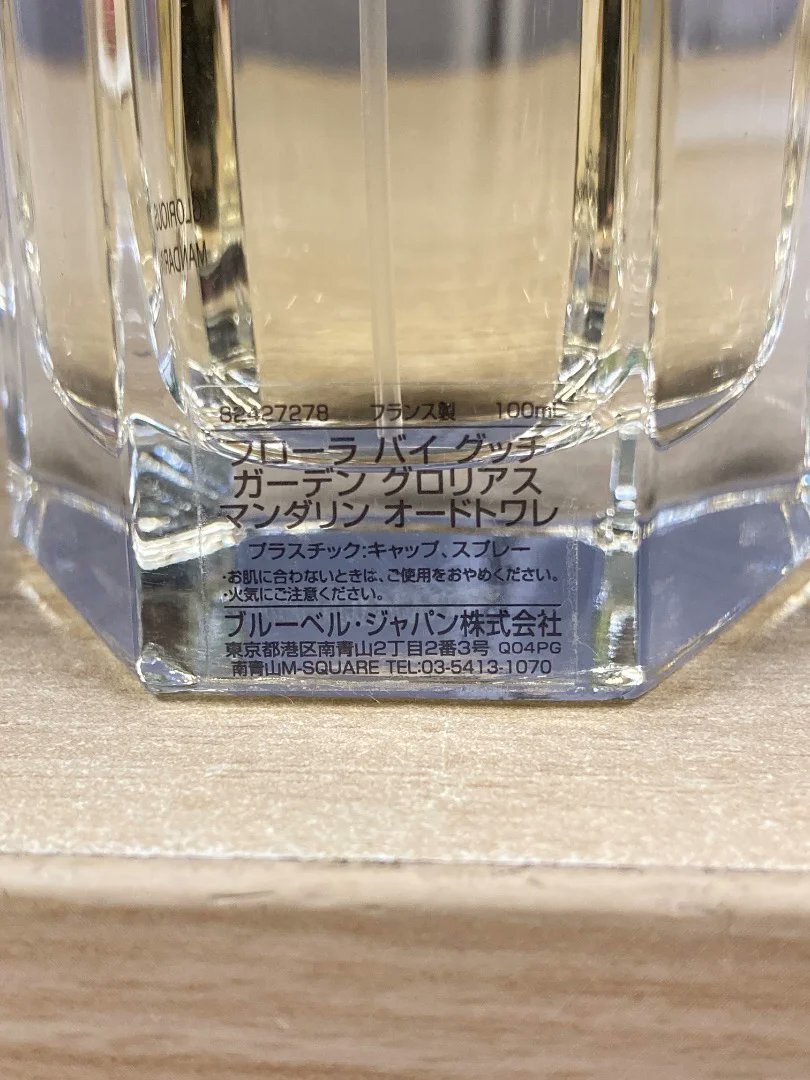 GLORIOUS
MANDARIN
82427278 フランス製 100mL
フローラ バイ グッチ
ガーデン グロリアス
マンダリン オードトワレ
プラスチック:キャップ、スプレー
・お肌に合わないときは、ご使用をおやめください。
・火気にご注意ください。
ブルーベル・ジャパン株式会社
東京都港区南青山2丁目2番3号 Q04PG
南青山M-SQUARE TEL:03-5413-1070